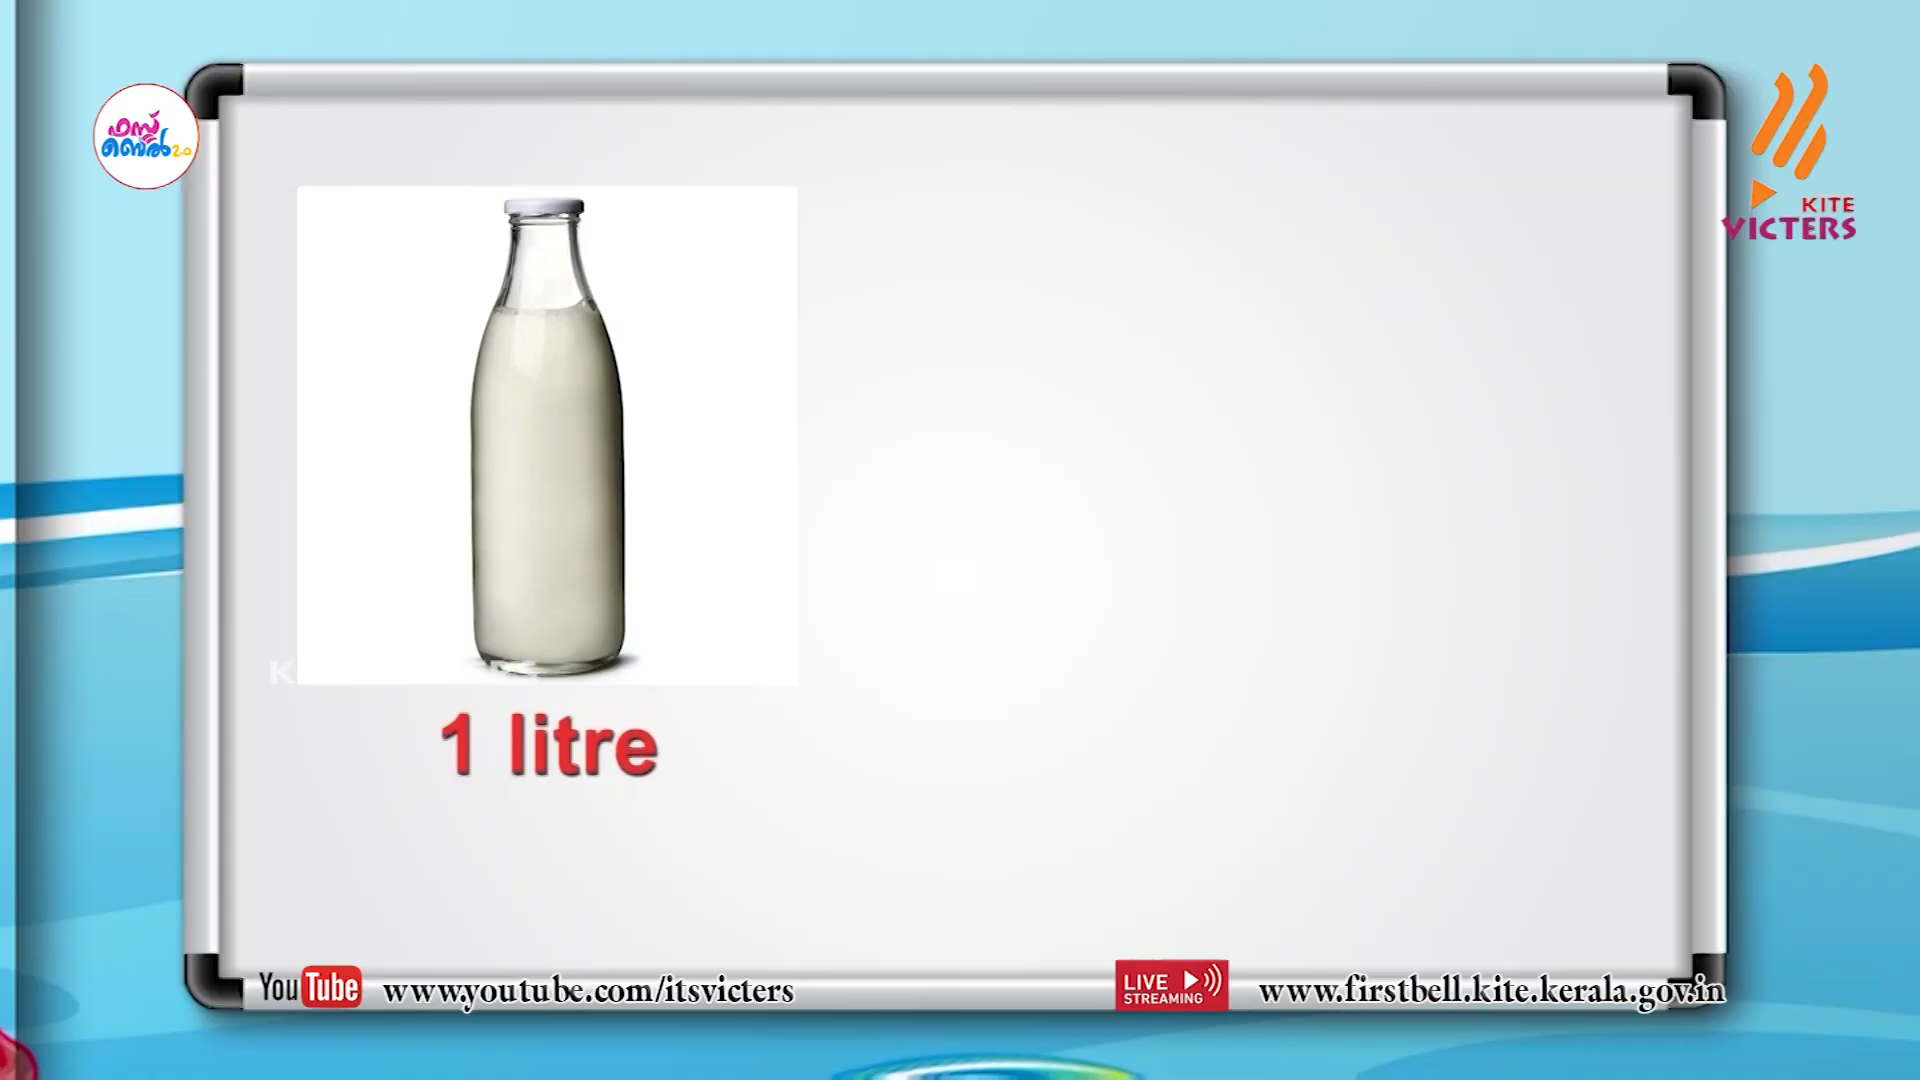 ഫസ്റ്റ്
ബെൽ 2.0
KITE
VICTERS
1 litre
YouTube www.youtube.com/itsvicters
LIVE STREAMING www.firstbell.kite.kerala.gov.in